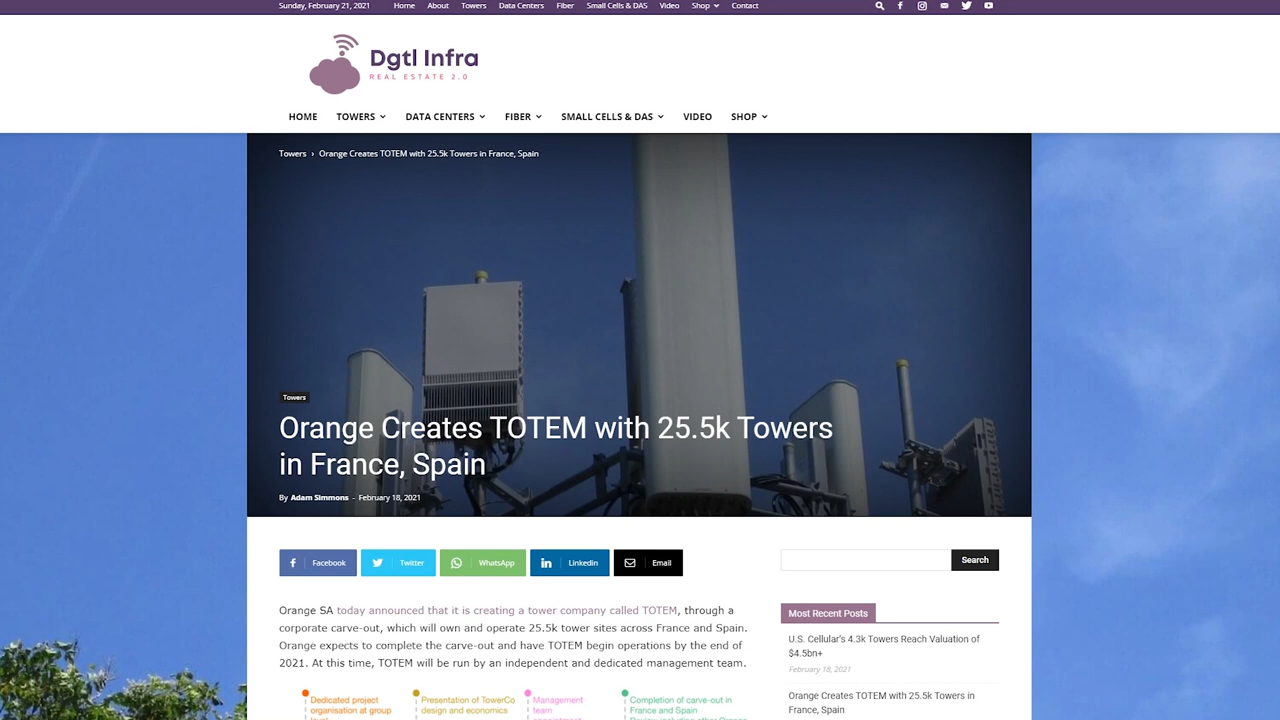 Sunday, February 21, 2021 Home About Towers Data Centers Fiber Small Cells & DAS Video Shop Contact
Dgtl Infra
REAL ESTATE 2.0
HOME TOWERS DATA CENTERS FIBER SMALL CELLS & DAS VIDEO SHOP
Towers › Orange Creates TOTEM with 25.5k Towers in France, Spain
Towers
Orange Creates TOTEM with 25.5k Towers
in France, Spain
By Adam Simmons - February 18, 2021
Facebook Twitter WhatsApp Linkedin Email
Search
Orange SA today announced that it is creating a tower company called TOTEM, through a
corporate carve-out, which will own and operate 25.5k tower sites across France and Spain.
Orange expects to complete the carve-out and have TOTEM begin operations by the end of
2021. At this time, TOTEM will be run by an independent and dedicated management team.
Dedicated project
organisation at group
Presentation of TowerCo
design and economics
Management
team
Completion of carve-out in
France and Spain
Most Recent Posts
U.S. Cellular's 4.3k Towers Reach Valuation of
$4.5bn+
February 18, 2021
Orange Creates TOTEM with 25.5k Towers in
France, Spain